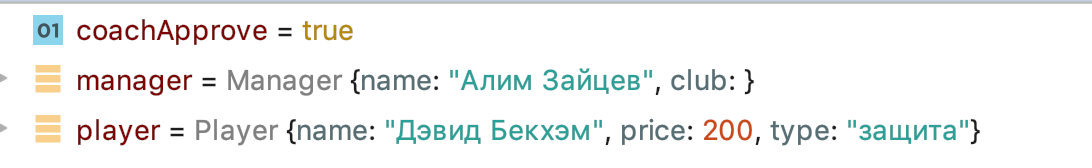 01 coachApprove = true
manager = Manager {name: "Алим Зайцев", club: }
player = Player {name: "Дэвид Бекхэм", price: 200, type: "защита"}